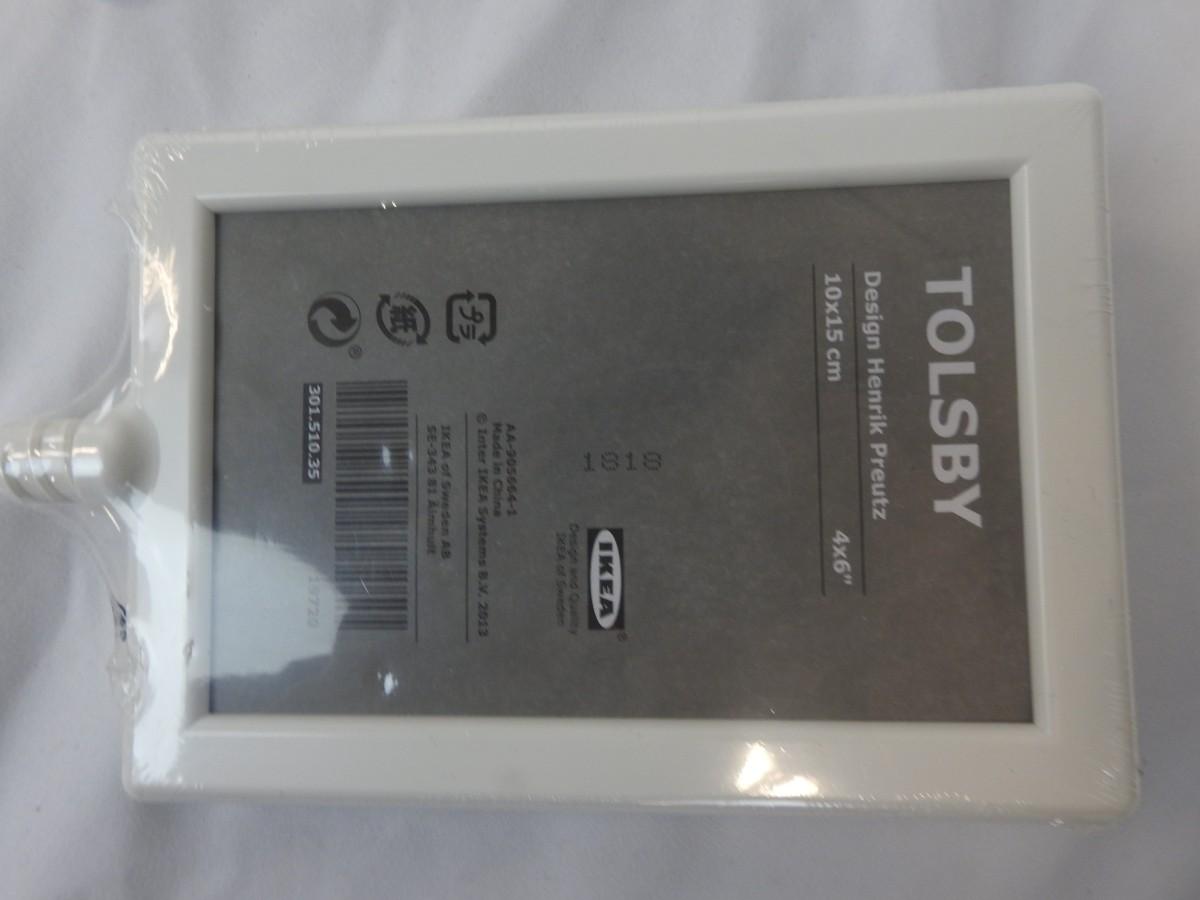 TOLSBY
Design Henrik Preutz
10x15 cm 4x6"
IKEA®
Design and Quality
IKEA of Sweden
1818
AA-905664-1
Made in China
© Inter IKEA Systems B.V. 2013
IKEA of Sweden AB
SE-343 81 Älmhult
プラ
紙
®
301.510.35
19720